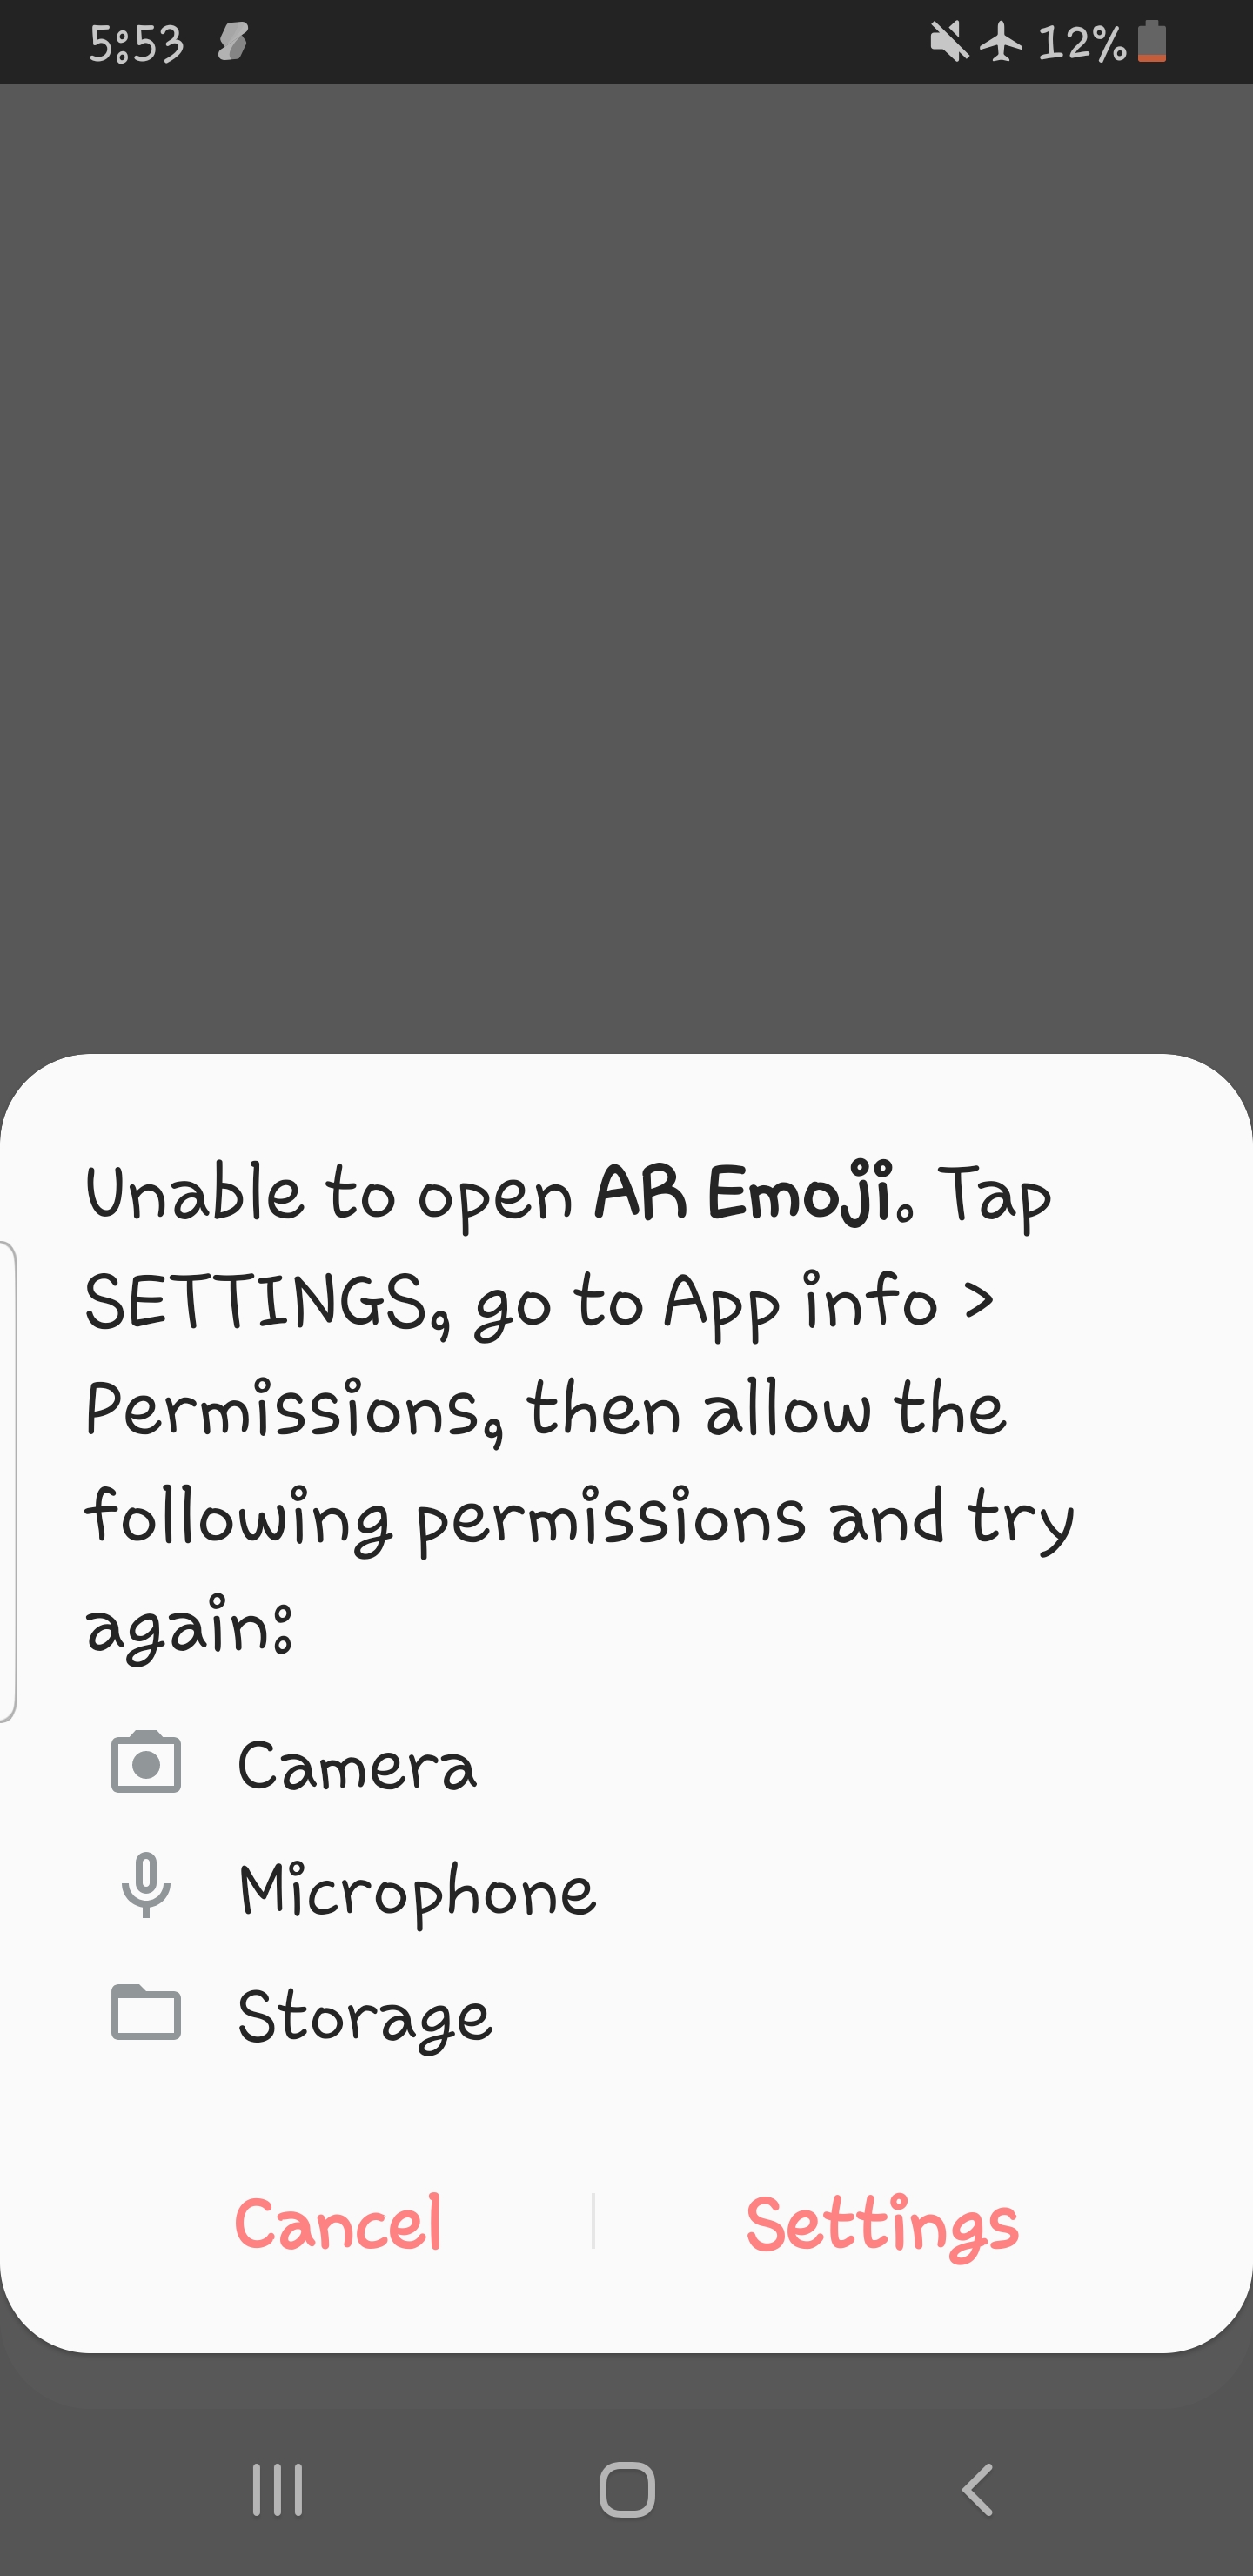 5:53 12%
Unable to open AR Emoji. Tap
SETTINGS, go to App info >
Permissions, then allow the
following permissions and try
again:
Camera
Microphone
Storage
Cancel Settings